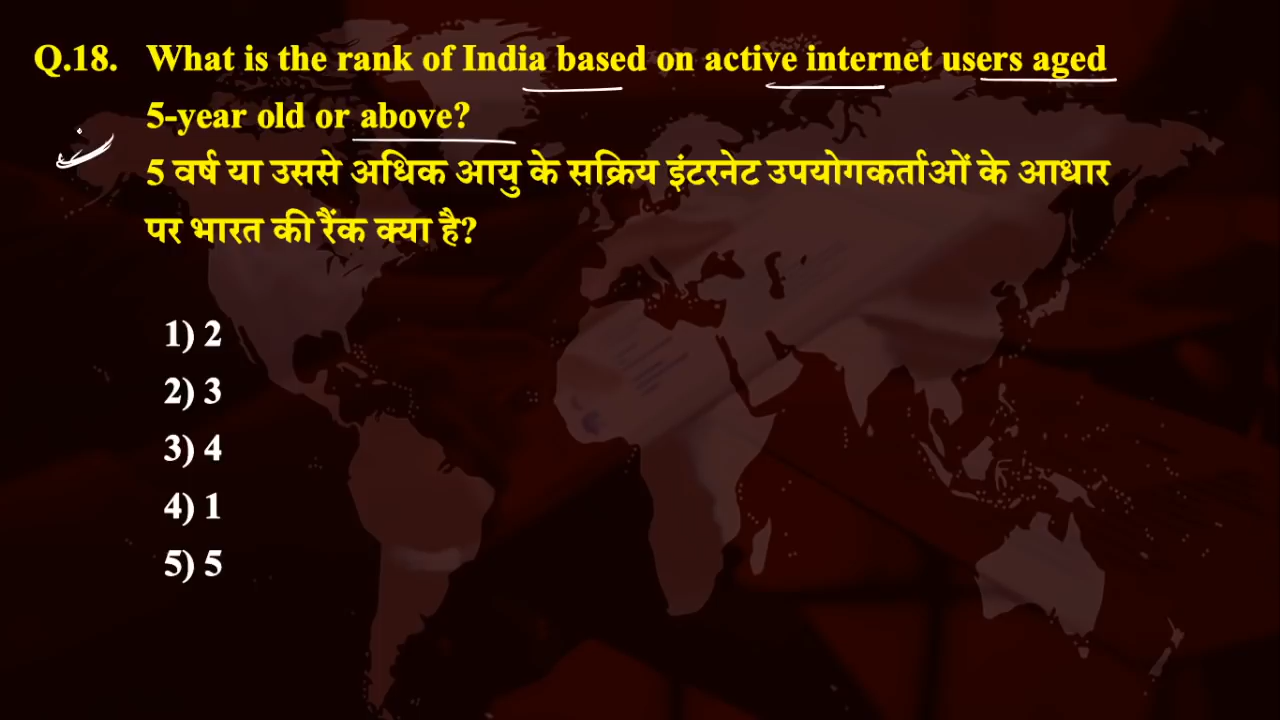 Q.18. What is the rank of India based on active internet users aged
5-year old or above?
5 वर्ष या उससे अधिक आयु के सक्रिय इंटरनेट उपयोगकर्ताओं के आधार
पर भारत की रैंक क्या है?
1) 2
2) 3
3) 4
4) 1
5) 5